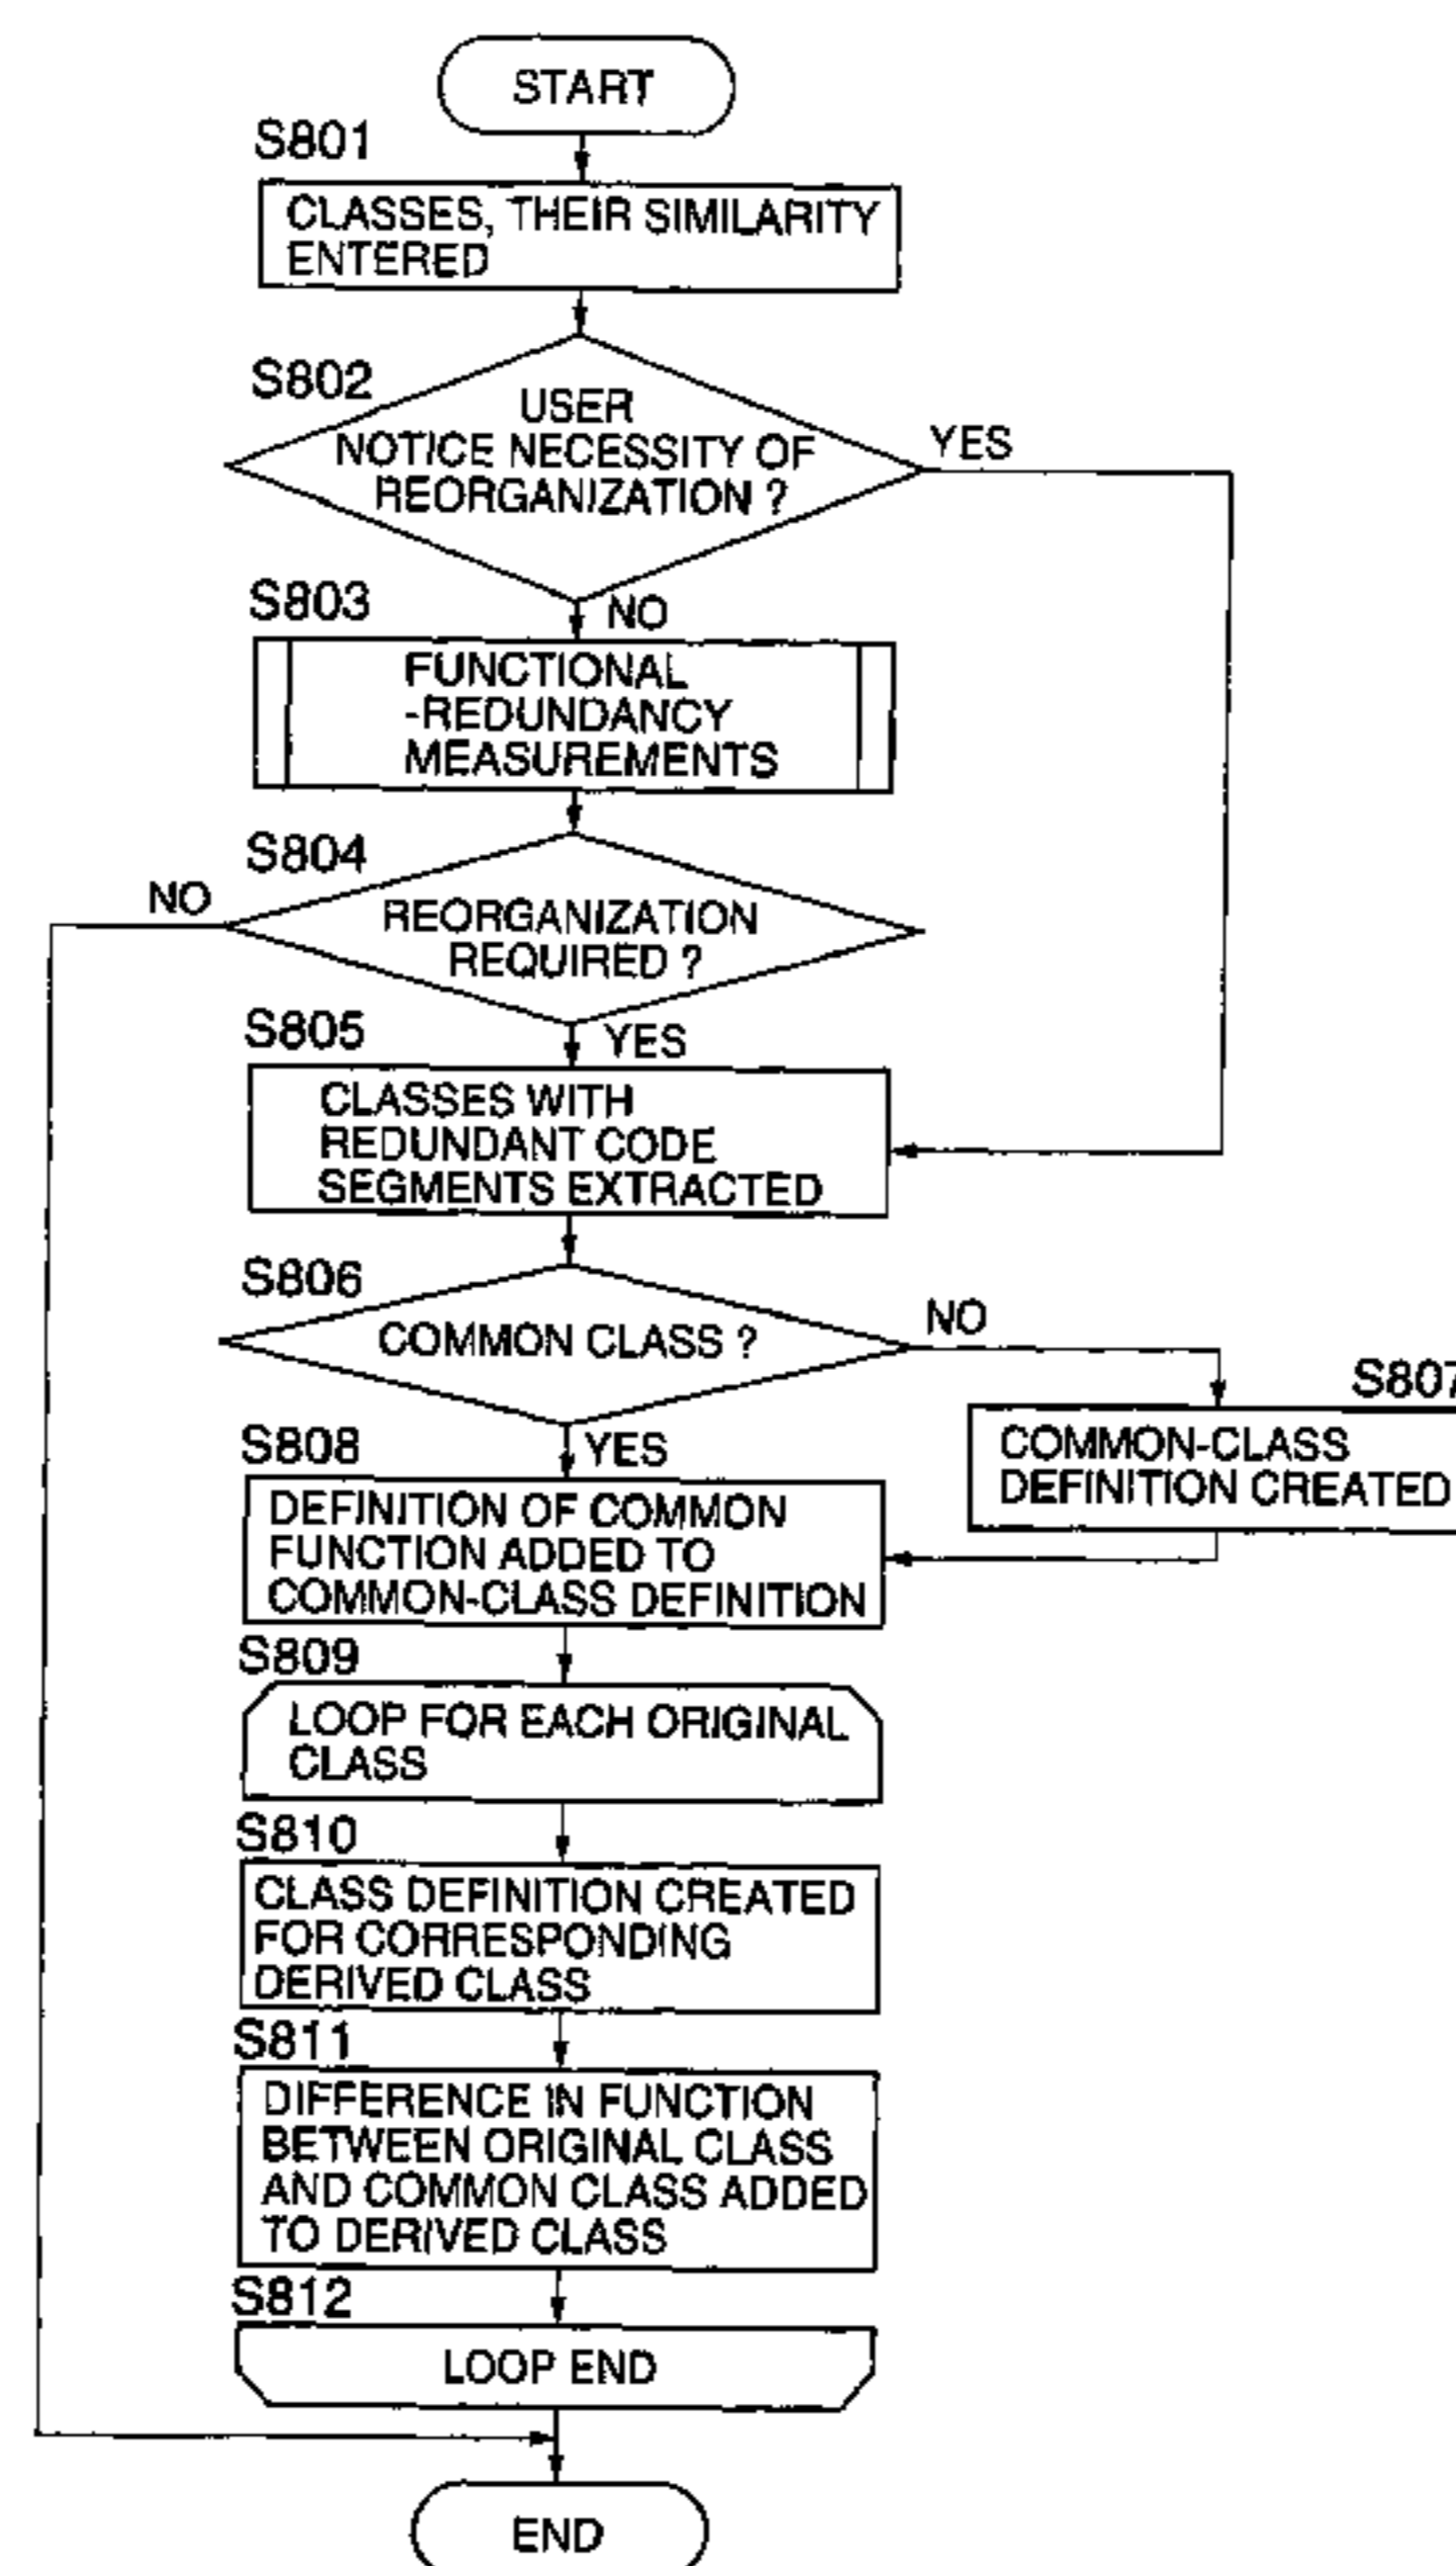 START
S801
CLASSES, THEIR SIMILARITY
ENTERED
S802
USER
NOTICE NECESSITY OF
REORGANIZATION ?
YES
NO
S803
FUNCTIONAL
-REDUNDANCY
MEASUREMENTS
S804
NO
REORGANIZATION
REQUIRED ?
YES
S805
CLASSES WITH
REDUNDANT CODE
SEGMENTS EXTRACTED
S806
COMMON CLASS ?
NO
S807
COMMON-CLASS
DEFINITION CREATED
YES
S808
DEFINITION OF COMMON
FUNCTION ADDED TO
COMMON-CLASS DEFINITION
S809
LOOP FOR EACH ORIGINAL
CLASS
S810
CLASS DEFINITION CREATED
FOR CORRESPONDING
DERIVED CLASS
S811
DIFFERENCE IN FUNCTION
BETWEEN ORIGINAL CLASS
AND COMMON CLASS ADDED
TO DERIVED CLASS
S812
LOOP END
END